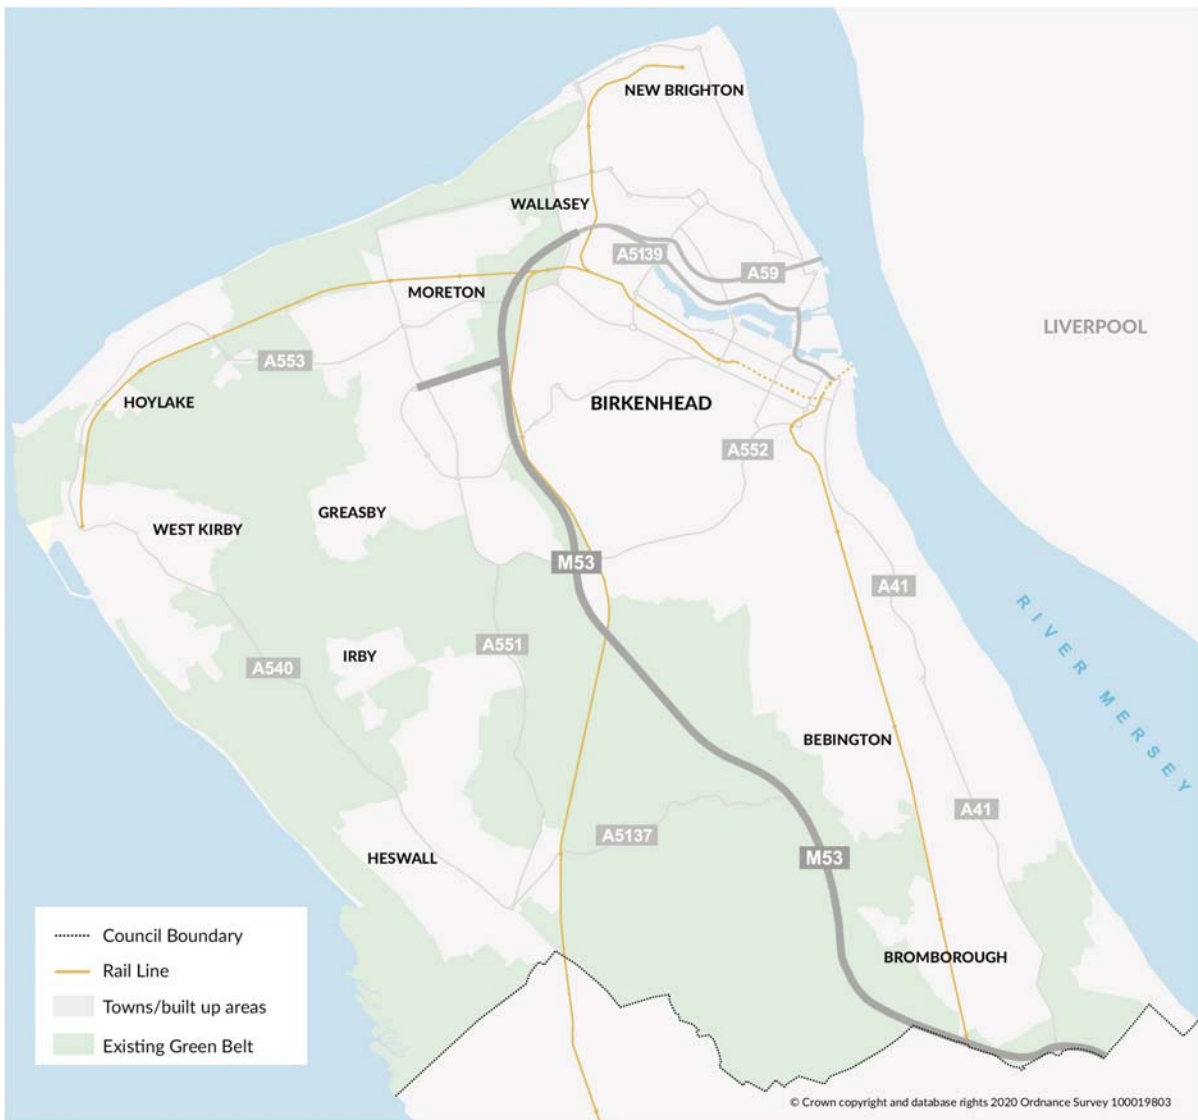 NEW BRIGHTON
WALLASEY
A5139
A59
MORETON
LIVERPOOL
A553
HOYLAKE
BIRKENHEAD
A552
GREASBY
WEST KIRBY
M53
A41
RIVER MERSEY
A551
IRBY
A540
BEBINGTON
A41
A5137
HESWALL
M53
Council Boundary
Rail Line
Towns/built up areas
Existing Green Belt
BROMBOROUGH
© Crown copyright and database rights 2020 Ordnance Survey 100019803